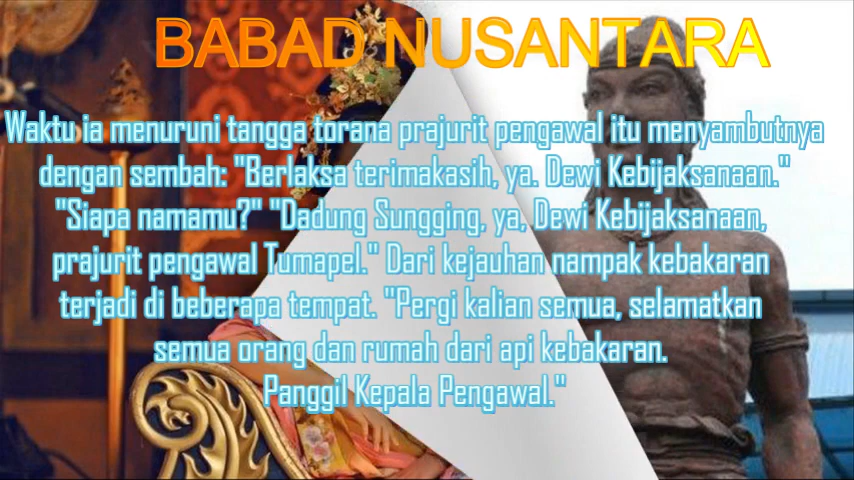 BABAD NUSANTARA
Waktu ia menuruni tangga torana prajurit pengawal itu menyambutnya
dengan sembah: "Berlaksa terimakasih, ya. Dewi Kebijaksanaan."
"Siapa namamu?" "Dadung Sungging, ya, Dewi Kebijaksanaan,
prajurit pengawal Tumapel." Dari kejauhan nampak kebakaran
terjadi di beberapa tempat. "Pergi kalian semua, selamatkan
semua orang dan rumah dari api kebakaran.
Panggil Kepala Pengawal."